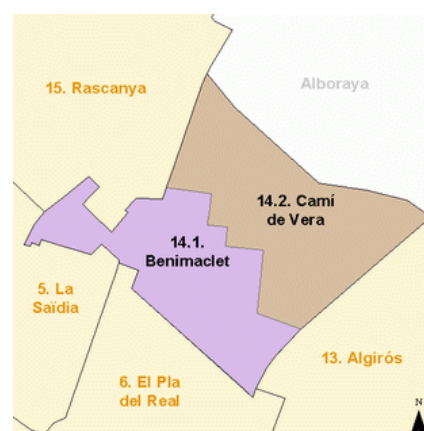 Alboraya
15. Rascanya
14.2. Camí
de Vera
14.1.
Benimaclet
5. La
Saïdia
13. Algirós
6. El Pla
del Real
N